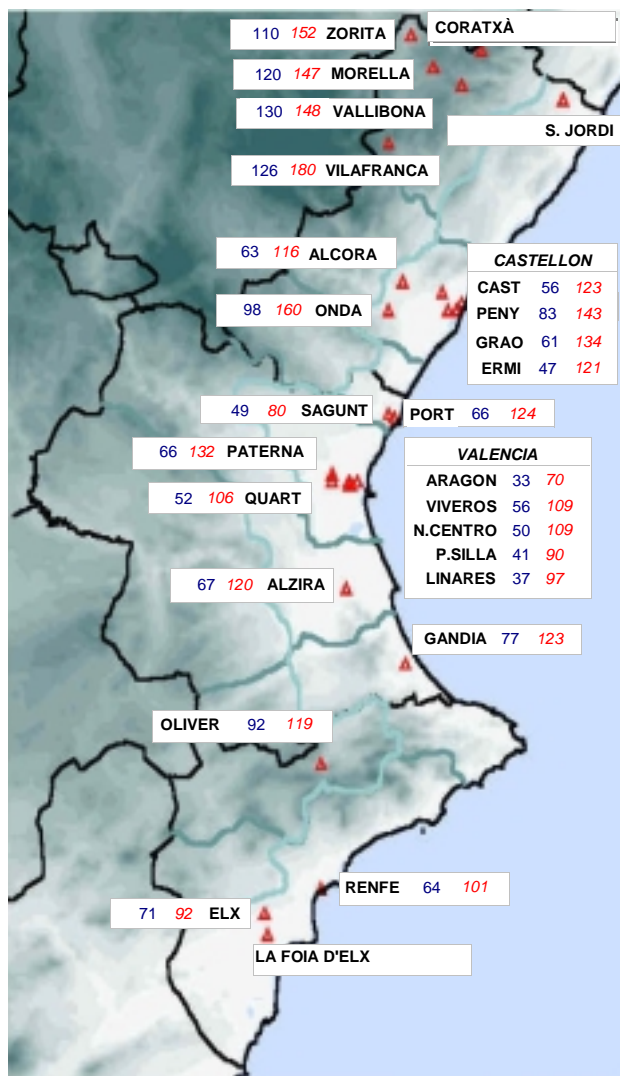 110 152 ZORITA
CORATXÀ
120 147 MORELLA
130 148 VALLIBONA
S. JORDI
126 180 VILAFRANCA
63 116 ALCORA
98 160 ONDA
CASTELLON
CAST 56 123
PENY 83 143
GRAO 61 134
ERMI 47 121
49 80 SAGUNT
PORT 66 124
66 132 PATERNA
52 106 QUART
VALENCIA
ARAGON 33 70
VIVEROS 56 109
N.CENTRO 50 109
P.SILLA 41 90
LINARES 37 97
67 120 ALZIRA
GANDIA 77 123
OLIVER 92 119
RENFE 64 101
71 92 ELX
LA FOIA D'ELX